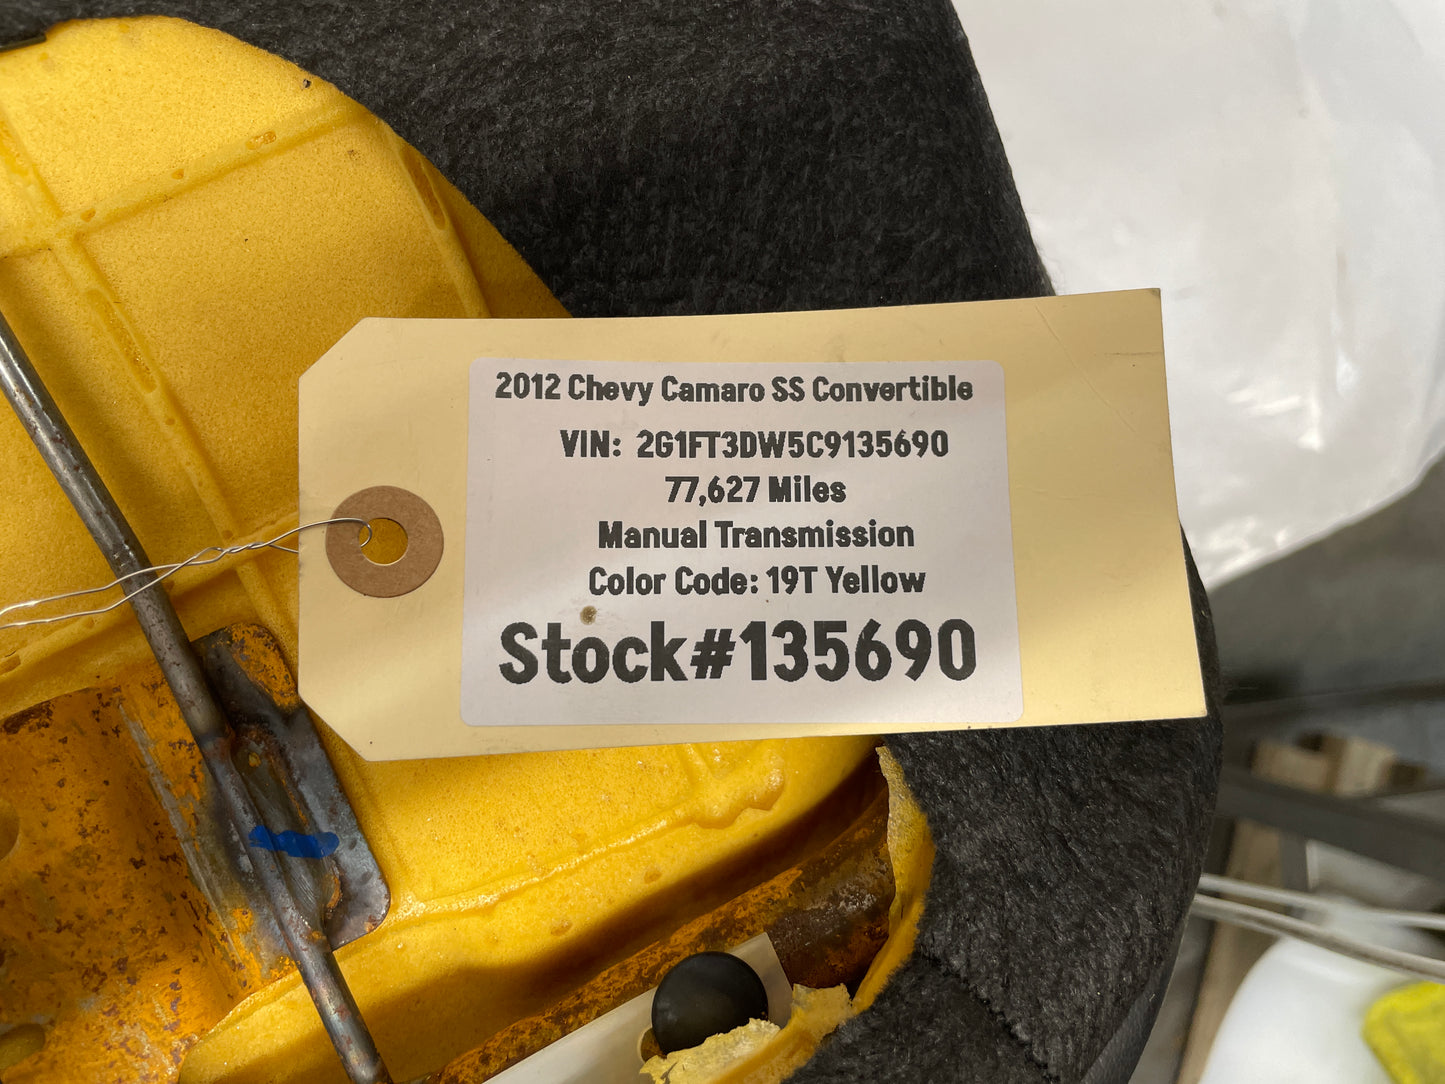 2012 Chevy Camaro SS Convertible
VIN: 2G1FT3DW5C9135690
77,627 Miles
Manual Transmission
Color Code: 19T Yellow
Stock#135690